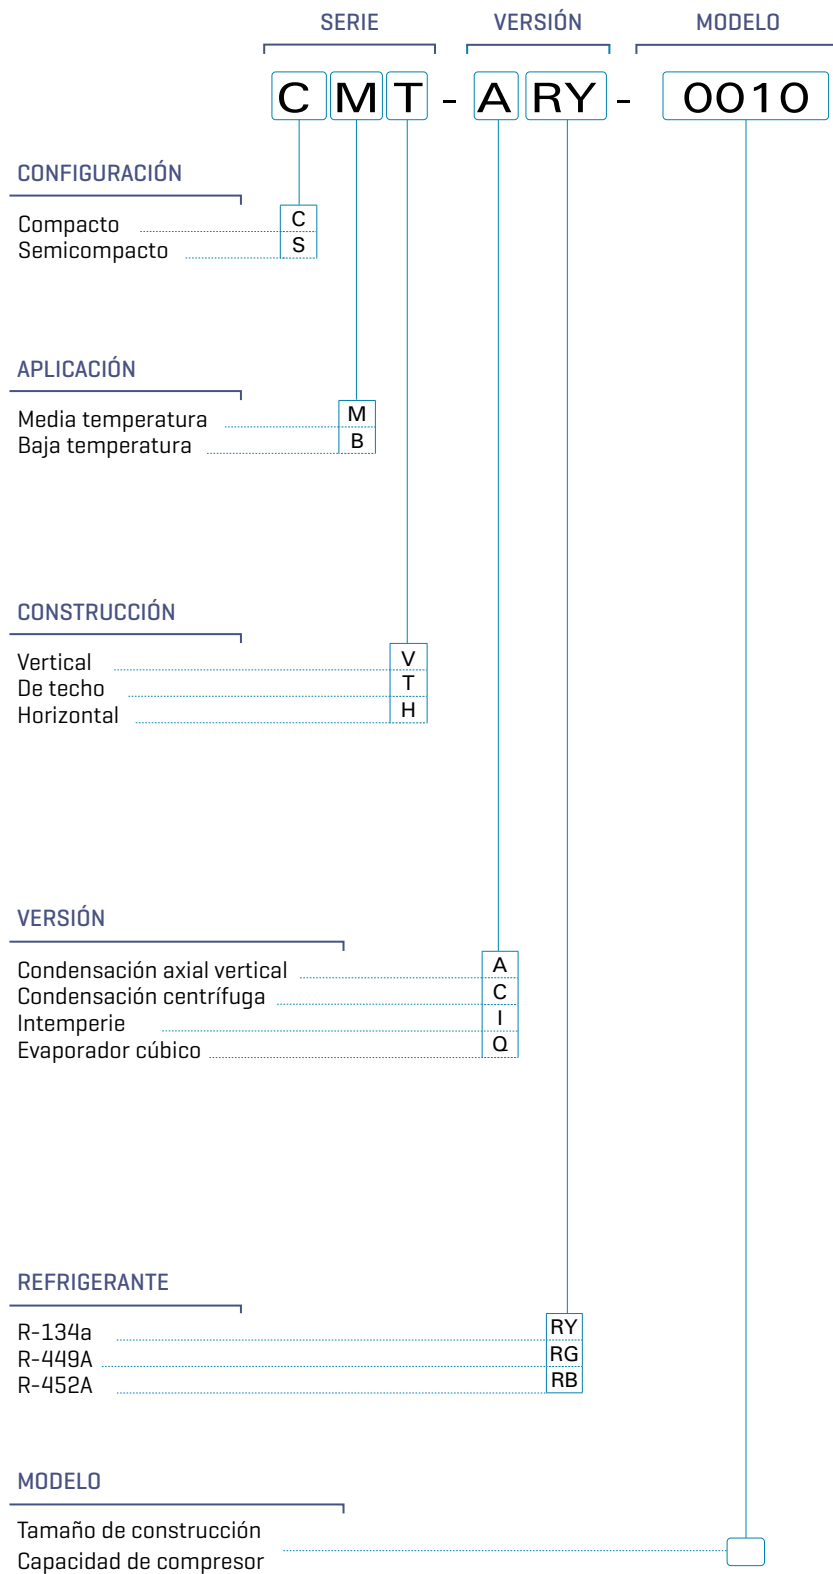 SERIE VERSIÓN MODELO
C M T - A RY - 0010
CONFIGURACIÓN
Compacto C
Semicompacto S
APLICACIÓN
Media temperatura M
Baja temperatura B
CONSTRUCCIÓN
Vertical V
De techo T
Horizontal H
VERSIÓN
Condensación axial vertical A
Condensación centrífuga C
Intemperie I
Evaporador cúbico Q
REFRIGERANTE
R-134a RY
R-449A RG
R-452A RB
MODELO
Tamaño de construcción
Capacidad de compresor